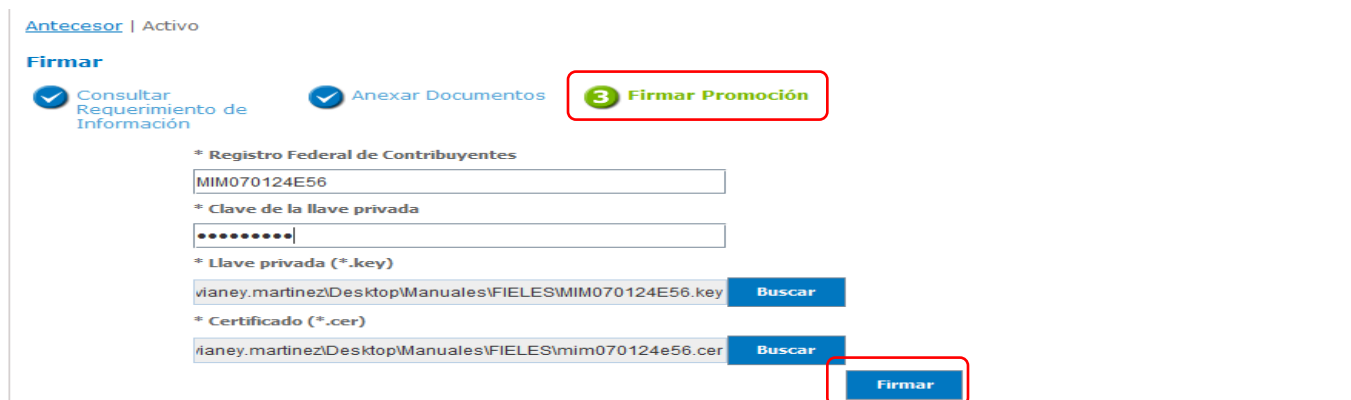 Antecesor | Activo
Firmar
Consultar
Requerimiento de
Información
Anexar Documentos
3 Firmar Promoción
* Registro Federal de Contribuyentes
MIM070124E56
* Clave de la llave privada
•••••••••
* Llave privada (*.key)
vianey.martinez\Desktop\Manuales\FIELES\MIM070124E56.key
Buscar
* Certificado (*.cer)
vianey.martinez\Desktop\Manuales\FIELES\mim070124e56.cer
Buscar
Firmar